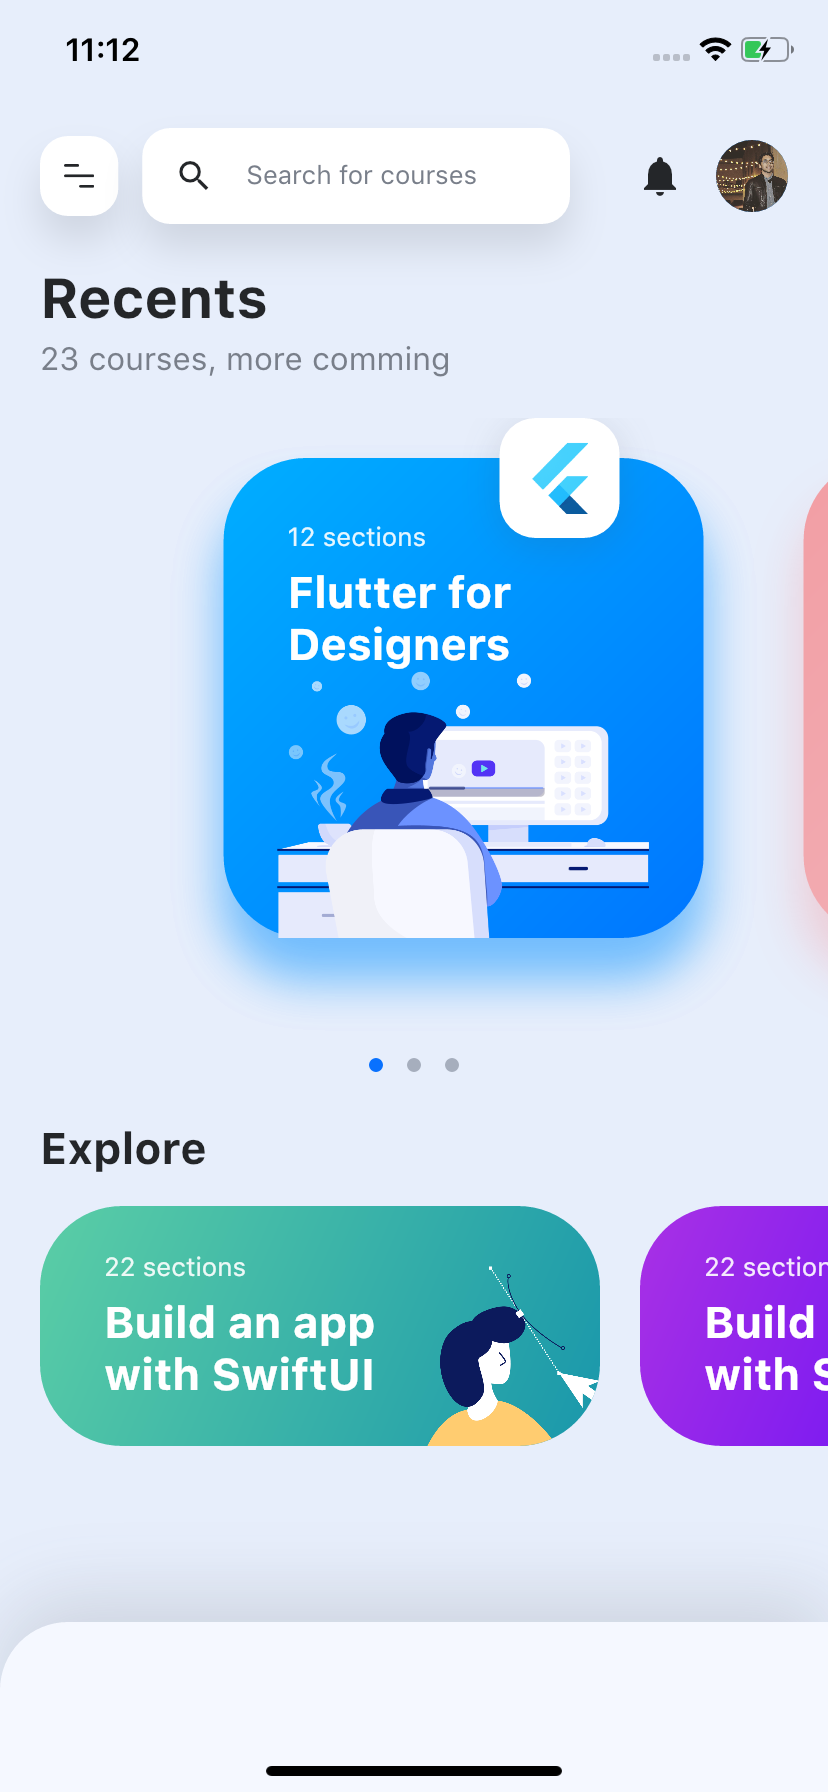 11:12
Search for courses
Recents
23 courses, more comming
12 sections
Flutter for
Designers
Explore
22 sections
Build an app
with SwiftUI
22 section
Build
with S